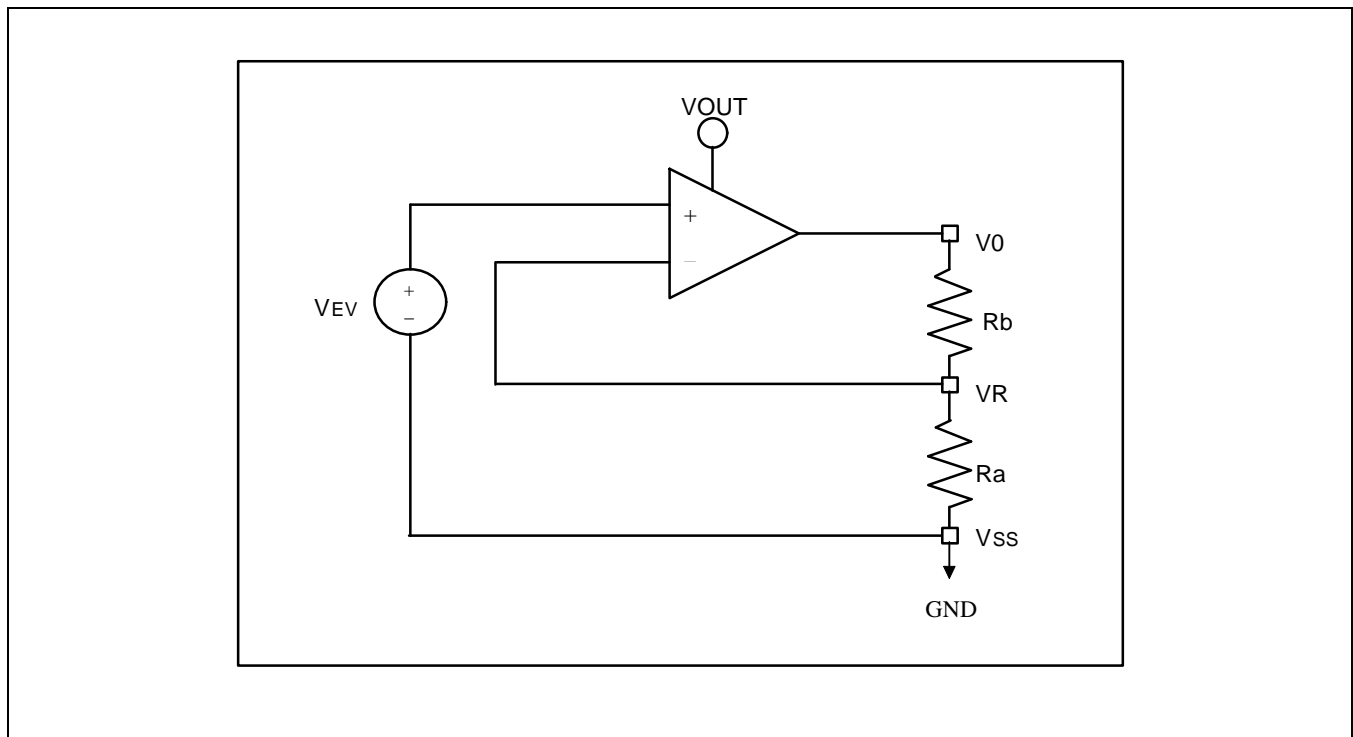 VOUT
+
−
V0
+
−
VEV
Rb
VR
Ra
VSS
GND